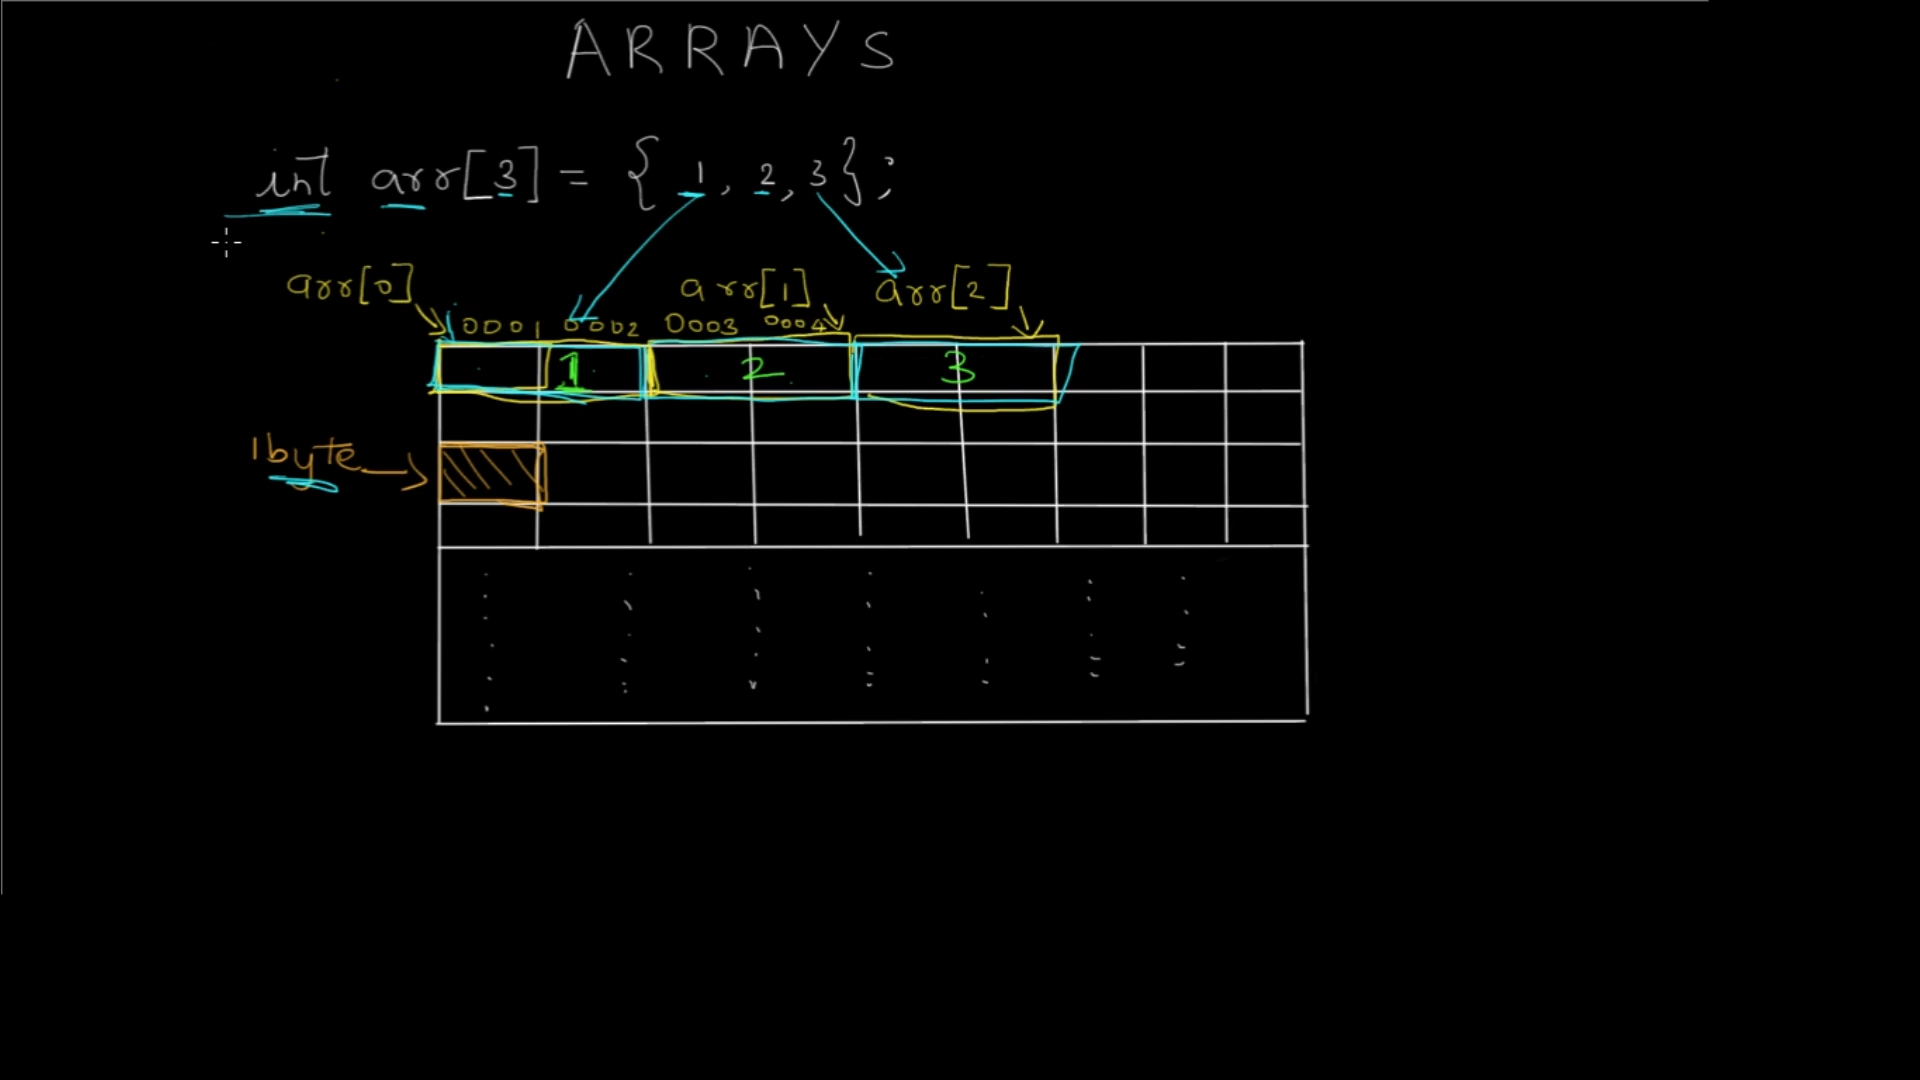 ARRAYS
int arr[3] = { 1, 2, 3};
arr[0] arr[1] arr[2]
0001 0002 0003 0004
1 2 3
1byte